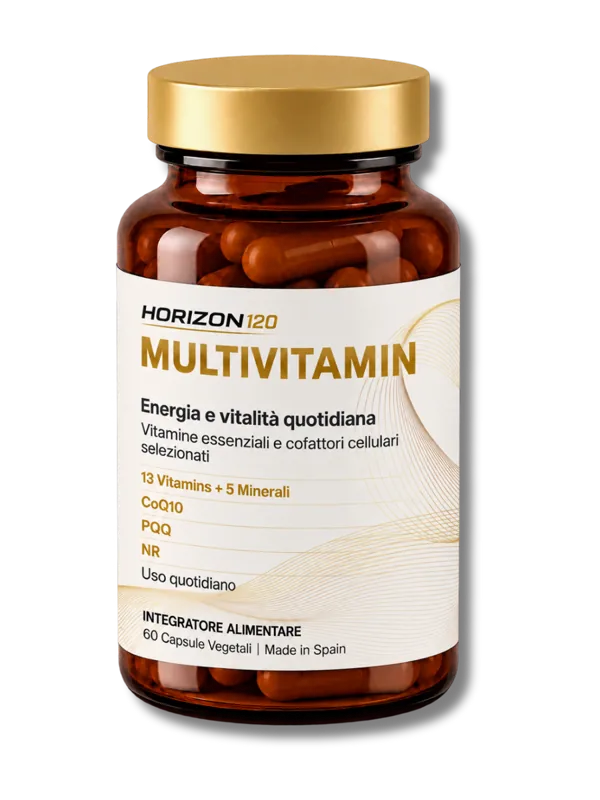 HORIZON120
MULTIVITAMIN
Energia e vitalità quotidiana
Vitamine essenziali e cofattori cellulari
selezionati
13 Vitamins + 5 Minerali
CoQ10
PQQ
NR
Uso quotidiano
INTEGRATORE ALIMENTARE
60 Capsule Vegetali | Made in Spain